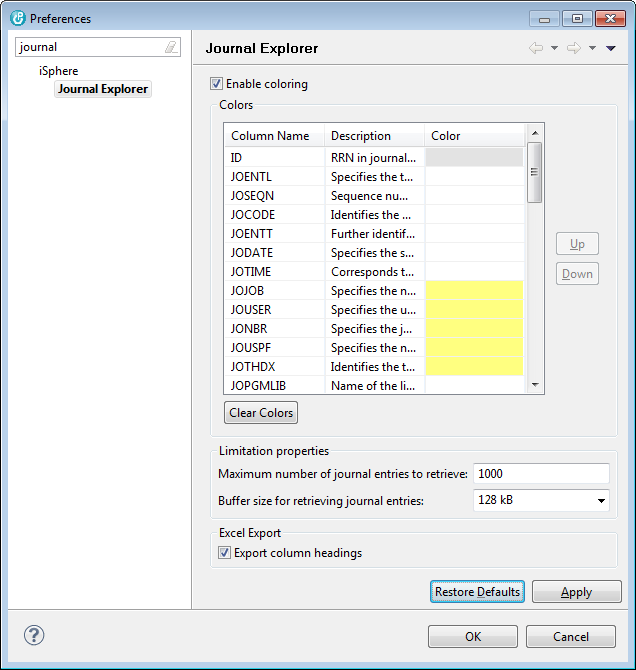 Preferences
journal
iSphere
Journal Explorer
Journal Explorer
Enable coloring
Colors
Column Name Description Color
ID RRN in journal...
JOENTL Specifies the t...
JOSEQN Sequence nu...
JOCODE Identifies the ...
JOENTT Further identif...
JODATE Specifies the s...
JOTIME Corresponds t...
JOJOB Specifies the n...
JOUSER Specifies the u...
JONBR Specifies the j...
JOUSPF Specifies the n...
JOTHDX Identifies the t...
JOPGMLIB Name of the li...
Up
Down
Clear Colors
Limitation properties
Maximum number of journal entries to retrieve: 1000
Buffer size for retrieving journal entries: 128 kB
Excel Export
Export column headings
Restore Defaults Apply
? OK Cancel